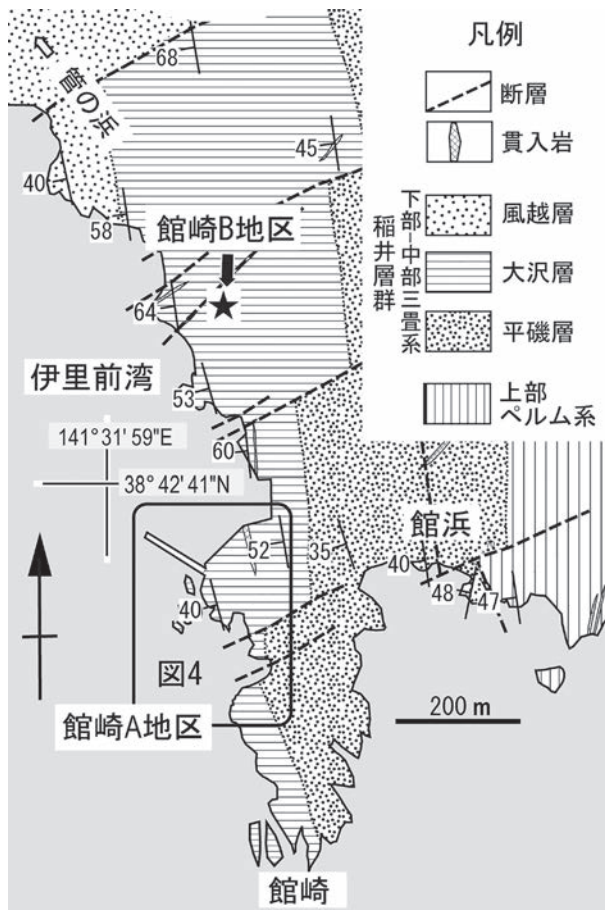 凡例
断層
貫入岩
下部–中部三畳系
稲井層群
風越層
大沢層
平磯層
上部
ペルム系
管の浜
68
45
40
58
館崎B地区
64
伊里前湾
53
141° 31′ 59″E
60
38° 42′ 41″N
館浜
52
35
40
48
47
40
図4
200 m
館崎A地区
館崎